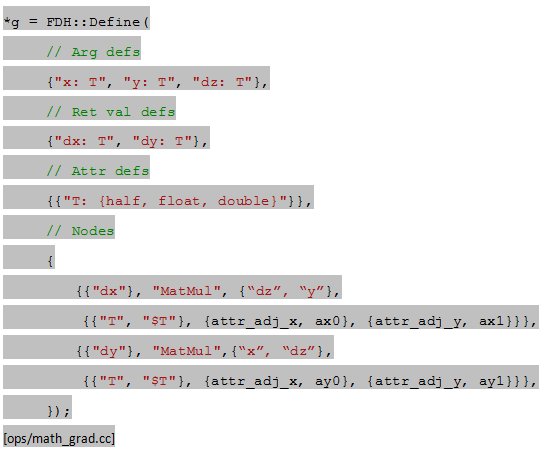 *g = FDH::Define(
// Arg defs
{"x: T", "y: T", "dz: T"},
// Ret val defs
{"dx: T", "dy: T"},
// Attr defs
{{"T: {half, float, double}"}},
// Nodes
{
{{"dx"}, "MatMul", {“dz”, “y”},
{{"T", "$T"}, {attr_adj_x, ax0}, {attr_adj_y, ax1}}},
{{"dy"}, "MatMul",{“x”, “dz”},
{{"T", "$T"}, {attr_adj_x, ay0}, {attr_adj_y, ay1}}},
});
[ops/math_grad.cc]